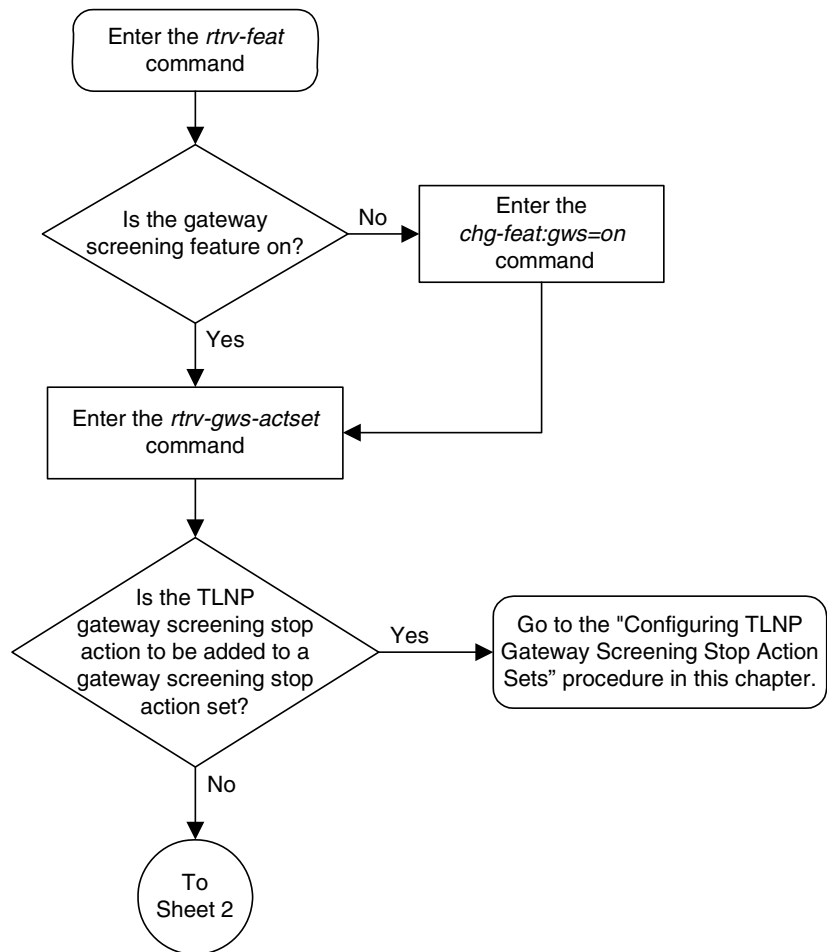 Enter the rtrv-feat
command
Is the gateway
screening feature on?
No
Enter the
chg-feat:gws=on
command
Yes
Enter the rtrv-gws-actset
command
Is the TLNP
gateway screening stop
action to be added to a
gateway screening stop
action set?
Yes
Go to the "Configuring TLNP
Gateway Screening Stop Action
Sets” procedure in this chapter.
No
To
Sheet 2